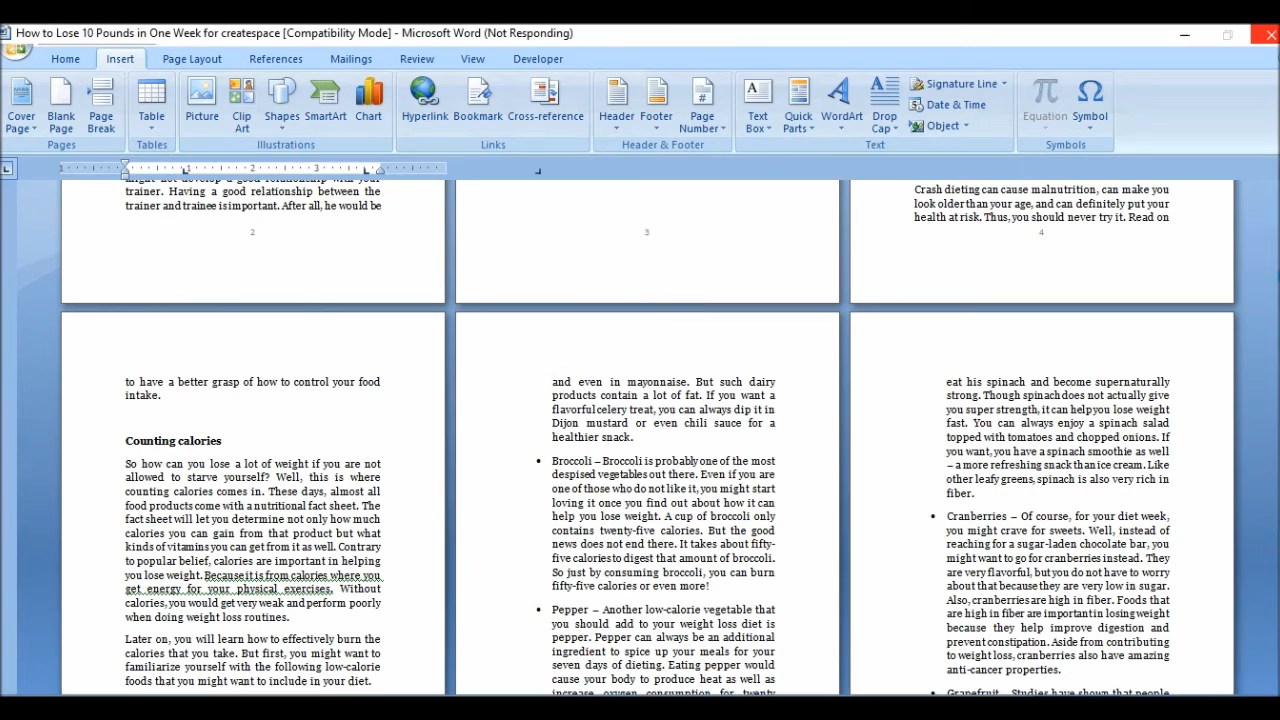 How to Lose 10 Pounds in One Week for createspace [Compatibility Mode] - Microsoft Word (Not Responding)
Home Insert Page Layout References Mailings Review View Developer
Cover Page
Blank Page
Page Break
Table
Picture
Clip Art
Shapes
SmartArt
Chart
Hyperlink
Bookmark
Cross-reference
Header
Footer
Page Number
Text Box
Quick Parts
WordArt
Drop Cap
Signature Line
Date & Time
Object
Equation
Symbol
Pages Tables Illustrations Links Header & Footer Text Symbols
1 1 2 3
might not develop a good relationship with your
trainer. Having a good relationship between the
trainer and trainee is important. After all, he would be
2
3
Crash dieting can cause malnutrition, can make you
look older than your age, and can definitely put your
health at risk. Thus, you should never try it. Read on
4
to have a better grasp of how to control your food
intake.
Counting calories
So how can you lose a lot of weight if you are not
allowed to starve yourself? Well, this is where
counting calories comes in. These days, almost all
food products come with a nutritional fact sheet. The
fact sheet will let you determine not only how much
calories you can gain from that product but what
kinds of vitamins you can get from it as well. Contrary
to popular belief, calories are important in helping
you lose weight. Because it is from calories where you
get energy for your physical exercises. Without
calories, you would get very weak and perform poorly
when doing weight loss routines.
Later on, you will learn how to effectively burn the
calories that you take. But first, you might want to
familiarize yourself with the following low-calorie
foods that you might want to include in your diet.
and even in mayonnaise. But such dairy
products contain a lot of fat. If you want a
flavorful celery treat, you can always dip it in
Dijon mustard or even chili sauce for a
healthier snack.
• Broccoli – Broccoli is probably one of the most
despised vegetables out there. Even if you are
one of those who do not like it, you might start
loving it once you find out about how it can
help you lose weight. A cup of broccoli only
contains twenty-five calories. But the good
news does not end there. It takes about fifty-
five calories to digest that amount of broccoli.
So just by consuming broccoli, you can burn
fifty-five calories or even more!
• Pepper – Another low-calorie vegetable that
you should add to your weight loss diet is
pepper. Pepper can always be an additional
ingredient to spice up your meals for your
seven days of dieting. Eating pepper would
cause your body to produce heat as well as
increase oxygen consumption for twenty
eat his spinach and become supernaturally
strong. Though spinach does not actually give
you super strength, it can help you lose weight
fast. You can always enjoy a spinach salad
topped with tomatoes and chopped onions. If
you want, you have a spinach smoothie as well
– a more refreshing snack than ice cream. Like
other leafy greens, spinach is also very rich in
fiber.
• Cranberries – Of course, for your diet week,
you might crave for sweets. Well, instead of
reaching for a sugar-laden chocolate bar, you
might want to go for cranberries instead. They
are very flavorful, but you do not have to worry
about that because they are very low in sugar.
Also, cranberries are high in fiber. Foods that
are high in fiber are important in losing weight
because they help improve digestion and
prevent constipation. Aside from contributing
to weight loss, cranberries also have amazing
anti-cancer properties.
• Grapefruit – Studies have shown that people